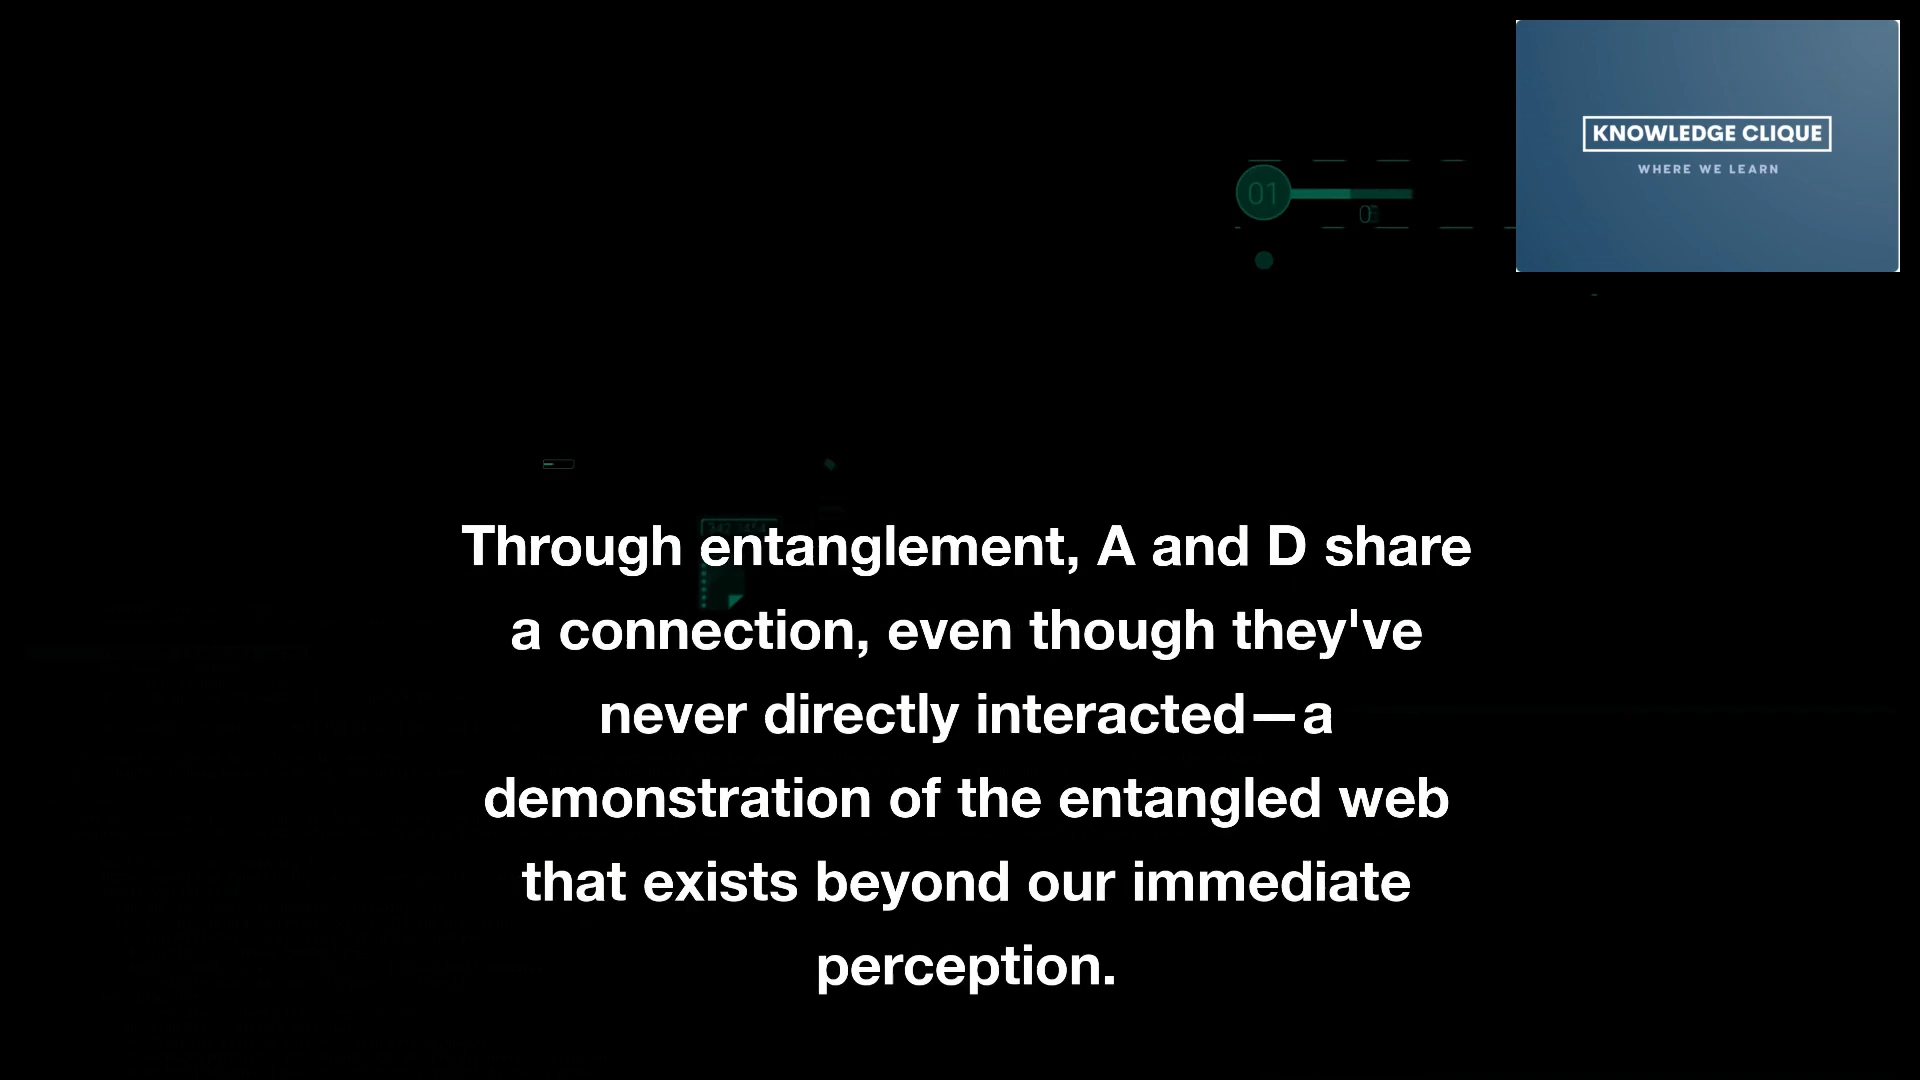 KNOWLEDGE CLIQUE
WHERE WE LEARN
01
Through entanglement, A and D share
a connection, even though they've
never directly interacted—a
demonstration of the entangled web
that exists beyond our immediate
perception.